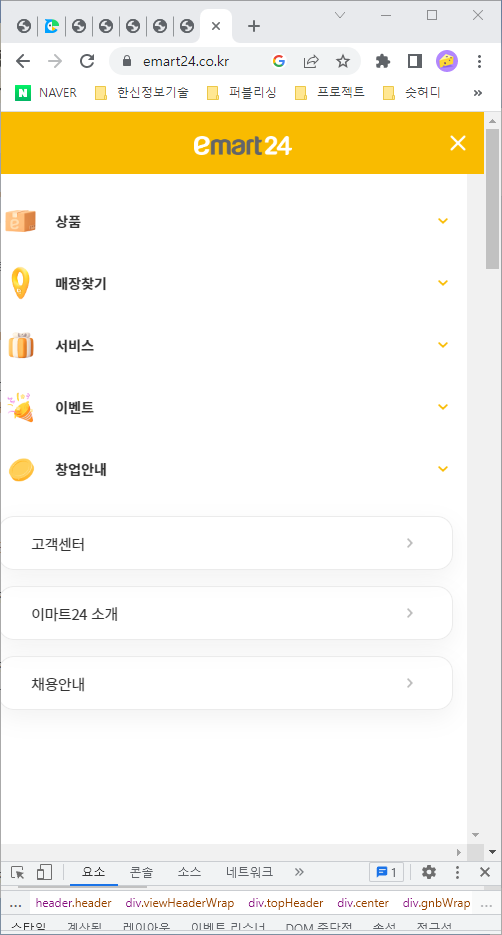 emart24.co.kr
NAVER 한신정보기술 퍼블리싱 프로젝트 숏허디 »
emart24
상품
매장찾기
서비스
이벤트
창업안내
고객센터
이마트24 소개
채용안내
요소 콘솔 소스 네트워크 » 1
... header.header div.viewHeaderWrap div.topHeader div.center div.gnbWrap ...
스타일 계산됨 레이아웃 이벤트 리스너 DOM 중단점 속성 접근성